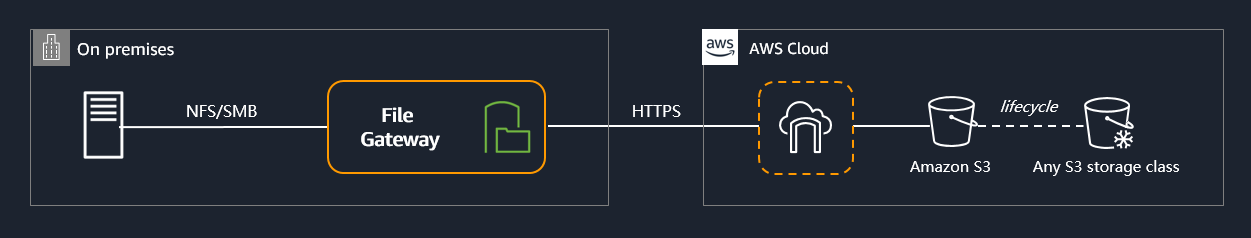 On premises
NFS/SMB
File
Gateway
HTTPS
aws
AWS Cloud
lifecycle
Amazon S3
Any S3 storage class